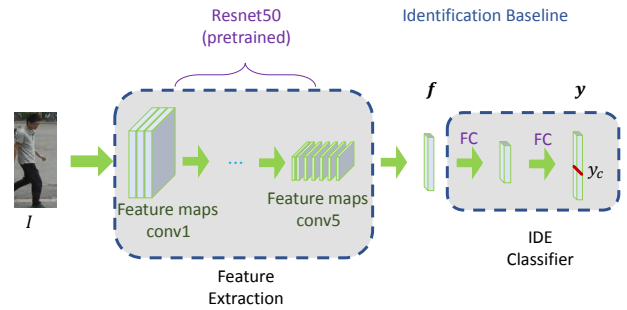 Resnet50
(pretrained)
Identification Baseline
f
y
FC
FC
...
y_c
Feature maps
conv1
Feature maps
conv5
I
IDE
Classifier
Feature
Extraction